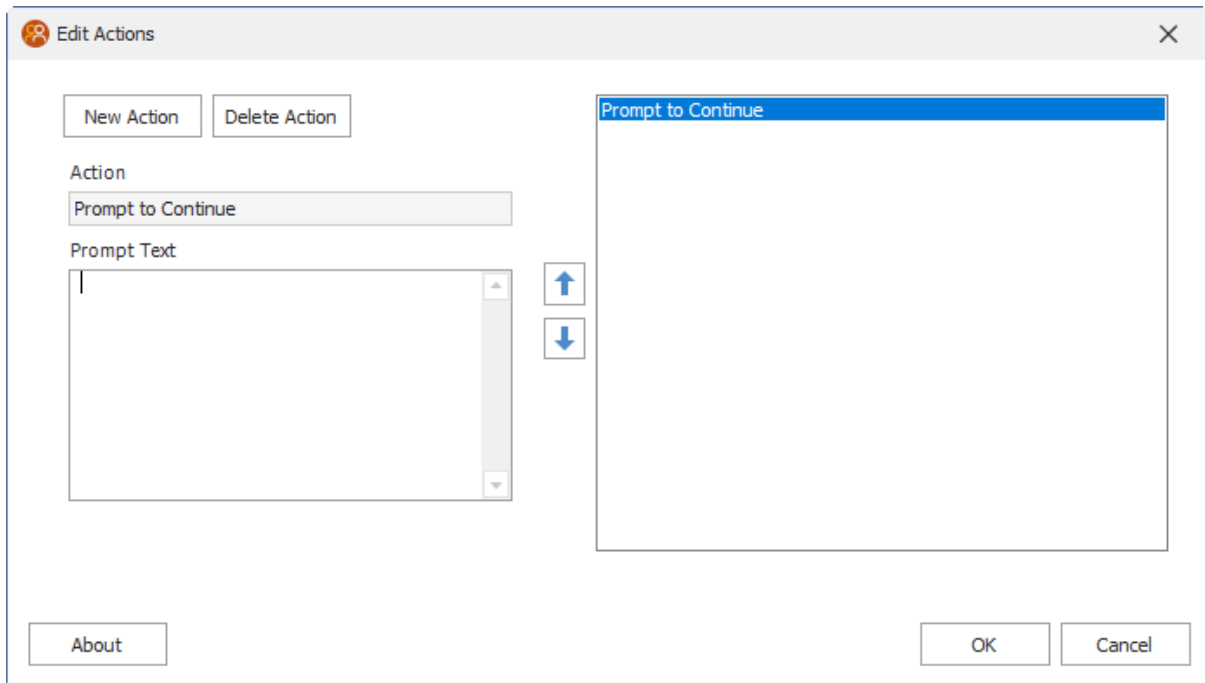 Edit Actions
New Action
Delete Action
Action
Prompt to Continue
Prompt Text
Prompt to Continue
About
OK
Cancel